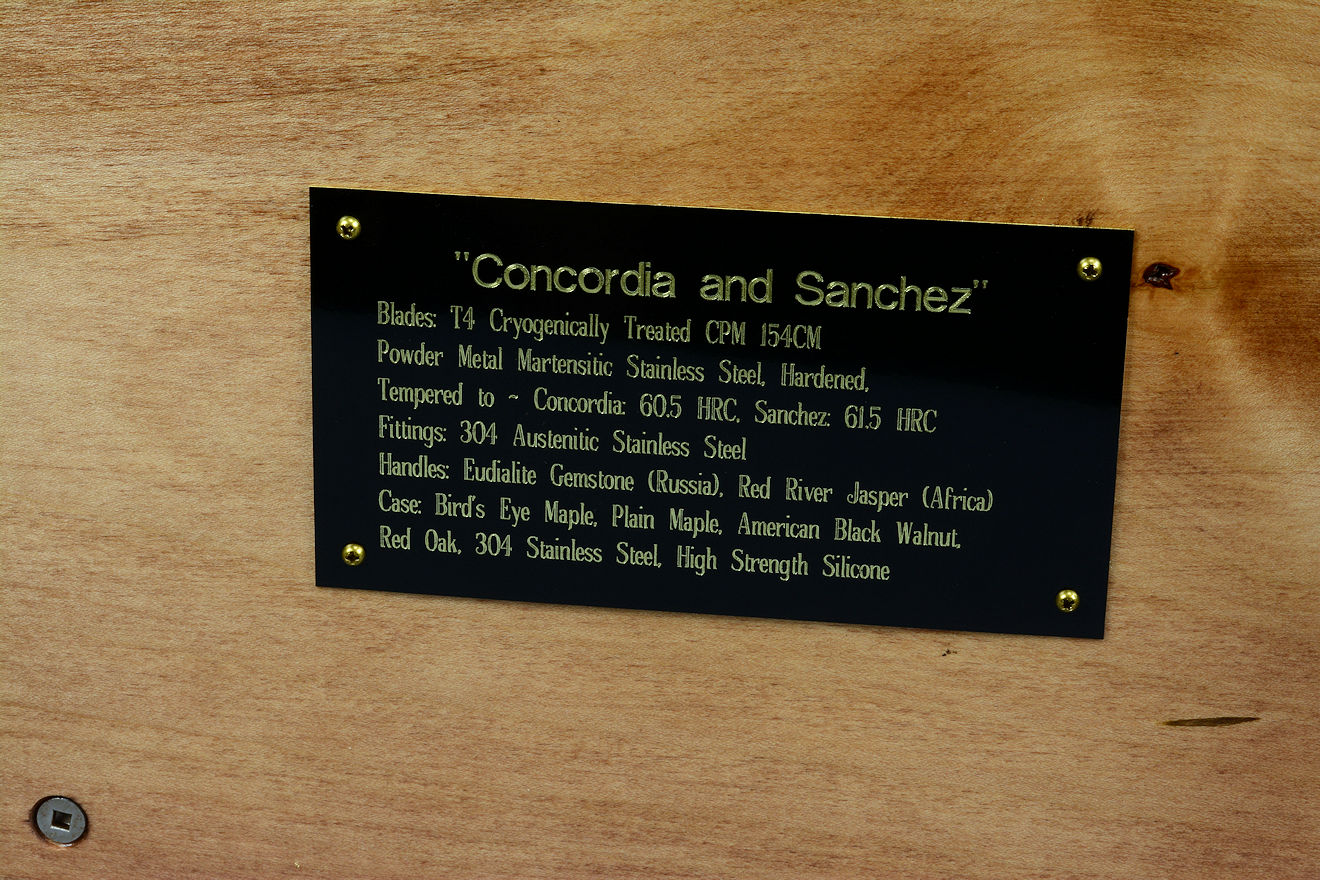 "Concordia and Sanchez"
Blades: T4 Cryogenically Treated CPM 154CM
Powder Metal Martensitic Stainless Steel, Hardened,
Tempered to ~ Concordia: 60.5 HRC, Sanchez: 61.5 HRC
Fittings: 304 Austenitic Stainless Steel
Handles: Eudialite Gemstone (Russia), Red River Jasper (Africa)
Case: Bird's Eye Maple, Plain Maple, American Black Walnut,
Red Oak, 304 Stainless Steel, High Strength Silicone